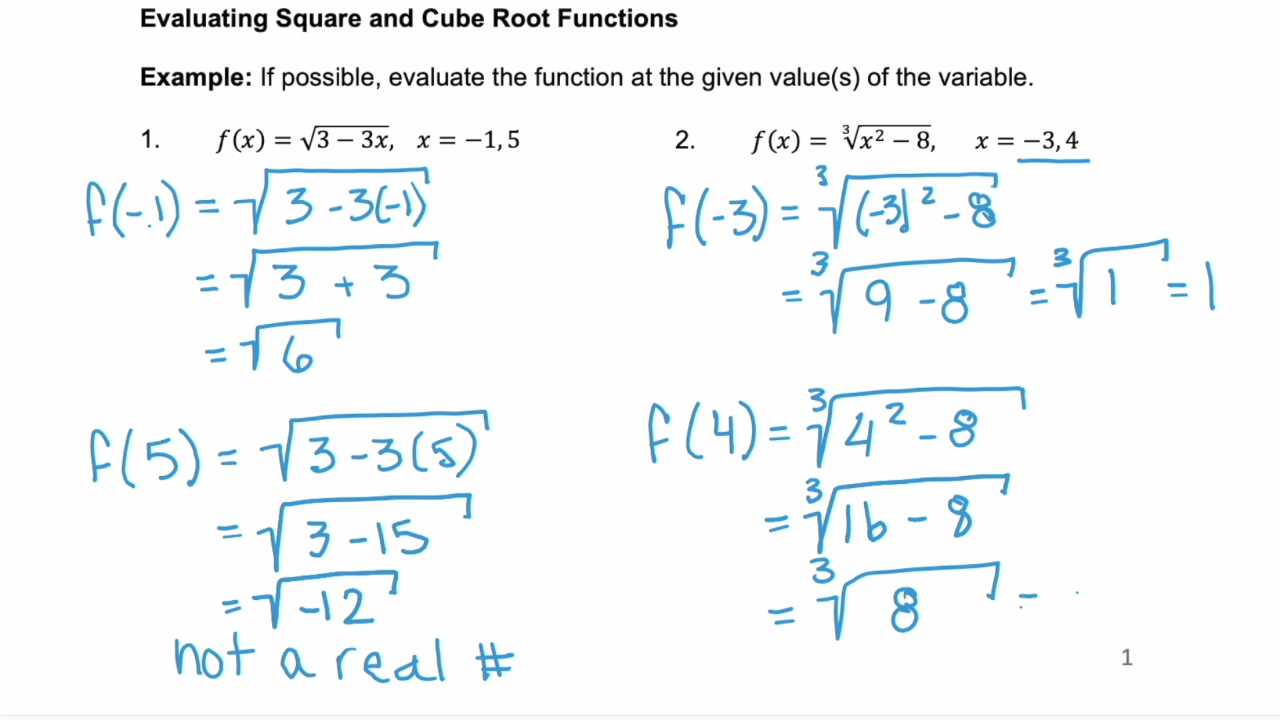 Evaluating Square and Cube Root Functions
Example: If possible, evaluate the function at the given value(s) of the variable.
1. f(x) = √(3 − 3x), x = −1, 5
f(-1) = √(3 - 3(-1))
= √(3 + 3)
= √6
f(5) = √(3 - 3(5))
= √(3 - 15)
= √(-12)
not a real #
2. f(x) = ∛(x² − 8), x = −3, 4
f(-3) = ∛((-3)² - 8)
= ∛(9 - 8) = ∛1 = 1
f(4) = ∛(4² - 8)
= ∛(16 - 8)
= ∛8 =
1